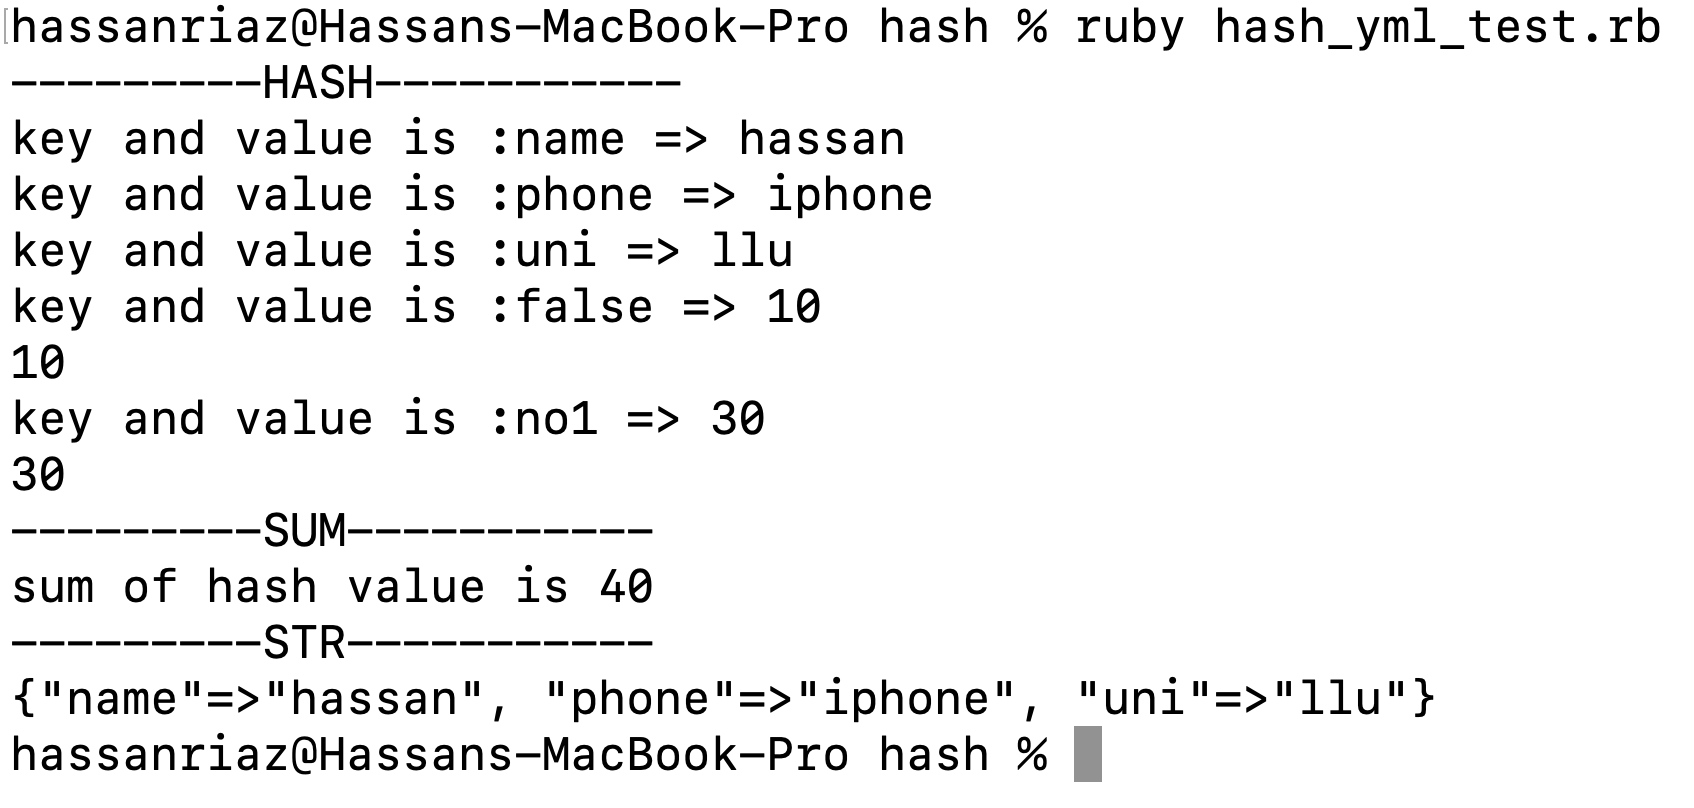 hassanriaz@Hassans-MacBook-Pro hash % ruby hash_yml_test.rb
---------HASH-----------
key and value is :name => hassan
key and value is :phone => iphone
key and value is :uni => llu
key and value is :false => 10
10
key and value is :no1 => 30
30
---------SUM-----------
sum of hash value is 40
---------STR-----------
{"name"=>"hassan", "phone"=>"iphone", "uni"=>"llu"}
hassanriaz@Hassans-MacBook-Pro hash %